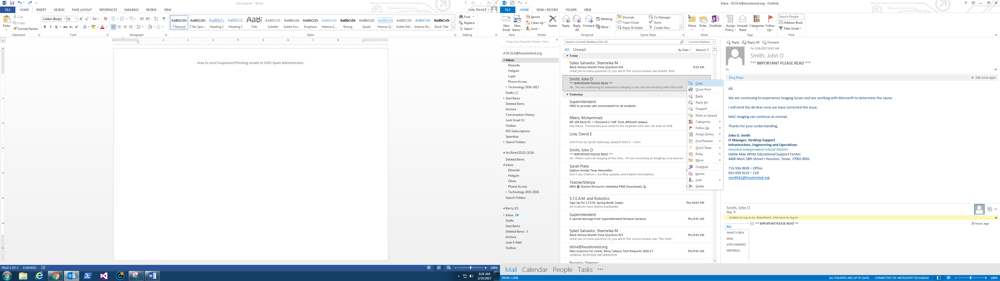 Document1 - Word
Lola, David E
FILE HOME INSERT DESIGN PAGE LAYOUT REFERENCES MAILINGS REVIEW VIEW
Paste
Cut
Copy
Format Painter
Clipboard
Calibri (Body) 11
Font
Paragraph
AaBbCcDc AaBbCcDc AaBbCc AaBbCcD AaBl AaBbCcD AaBbCcDc AaBbCcDc AaBbCcDc AaBbCcDc AaBbCcDc AaBbCcDc AABBCCDC AABBCCDC AaBbCcDc
¶ Normal ¶ No Spac... Heading 1 Heading 2 Title Subtitle Subtle Em... Emphasis Intense E... Strong Quote Intense Q... Subtle Ref... Intense Re... Book Title
Styles
Find
Replace
Select
Editing
How to send Suspicious/Phishing emails to HISD Spam Administrator.
PAGE 2 OF 2 0 WORDS
100%
9:24 AM
2/24/2017
Inbox - DLOLA@houstonisd.org - Outlook
FILE HOME SEND / RECEIVE FOLDER VIEW
New Email
New Items
New
Ignore
Clean Up
Junk
Delete
Delete
Reply
Reply All
Forward
Meeting
More
Respond
Elizondo
Team Email
Reply & Delete
To Manager
Done
Create New
Quick Steps
Move
Rules
OneNote
Move
Assign Policy
Unread/ Read
Categorize
Follow Up
Tags
Search People
Address Book
Filter Email
Find
Drag Your Favorite Folders Here
DLOLA@houstonisd.org
Inbox
Elizondo
Holguin
Lujan
Phone Access
Technology 2016-2017
Drafts [1]
Sent Items
Deleted Items
Archive
Conversation History
Junk Email [6]
Outbox
RSS Subscriptions
Spambox
Search Folders
Archives2015-2016
Deleted Items
Inbox
Elizondo
Holguin
Oliver
Phone Access
Technology 2015-2016
Search Folders
Berry ES
Inbox 28
Drafts
Sent Items
Deleted Items 3
Archive
Junk E-Mail
Outbox
Search Current Mailbox (Ctrl+E)
Current Mailbox
All Unread
By Date Newest
Today
Sykes Salvador, Shameika M
Black History Month Trivia Question #16 9:23 AM
Great job on trivia question 15, you did it! The correct answer was Robert "Bob"
Smith, John D
*** IMPORTANT PLEASE READ ***
All, We are continuing to experience imaging issues and are working with Microsoft
Yesterday
Superintendent
HISD to provide safe environment for all students
Mkeis, Mohammad
RE: 109 Berry ES >>Received 2 VoIP from different campus
Hey David, I forwarded your email to the engineer who was site lead on that
Lola, David E
Sent from my Sprint Samsung Galaxy® Note 4. <end>
Smith, John D
*** IMPORTANT PLEASE READ ***
All, Please cease all imaging at this time. We are correcting an imaging issue and we
Sarah Plate
Istation Insider Texas Newsletter
Don't miss Istation's monthly updates and helpful information!
TeacherSherpa
NEW Teacher Resource! Unlimited FREE Downloads!
S.T.E.A.M. and Robotics
Sign Up for S.T.E.M. Spring Break Camps Thu 10:02 AM
All locations have limited availability!
Superintendent
A special message from Superintendent Richard Carranza Thu 9:51 AM
Sykes Salvador, Shameika M
Black History Month Trivia Question #15 Thu 9:43 AM
Great job on trivia question 14, you did it! The correct answer was "The Twist".
dlola@houstonisd.org
New response for survey 'Berry Campus Tech Requests 2016-17' Thu 9:41 AM
GENERAL RESPONSE INFORMATION
Copy
Quick Print
Reply
Reply All
Forward
Mark as Unread
Categorize
Follow Up
Assign Policy
Find Related
Quick Steps
Rules
Move
OneNote
Ignore
Junk
Delete
Reply Reply All Forward
Fri 2/24/2017 8:02 AM
Smith, John D
*** IMPORTANT PLEASE READ ***
To
Bing Maps
+ Get more apps
All,
We are continuing to experience imaging issues and are working with Microsoft to determine the cause.
I will send the all clear once we have corrected the issue.
MAC imaging can continue as normal.
Thanks for your understanding,
John D. Smith
IT Manager, Desktop Support
Infrastructure, Engineering and Operations
Houston Independent School District
Hattie Mae White Educational Support Center
4400 West 18th Street I Houston, Texas 77092-8501
713-556-9628 – Office
832-659-6123 – Cell
Jsmith61@houstonisd.org
Smith, John D
Mgr, IT
Unable to log in to: SharePoint. Click here to log in.
ALL
WHAT'S NEW
MAIL
ATTACHMENTS
MEETINGS
*** IMPORTANT PLEASE READ *** 20 hours ago
Mail Calendar People Tasks ...
ITEMS: 1,926
ALL FOLDERS ARE UP TO DATE. CONNECTED TO: MICROSOFT EXCHANGE 100%